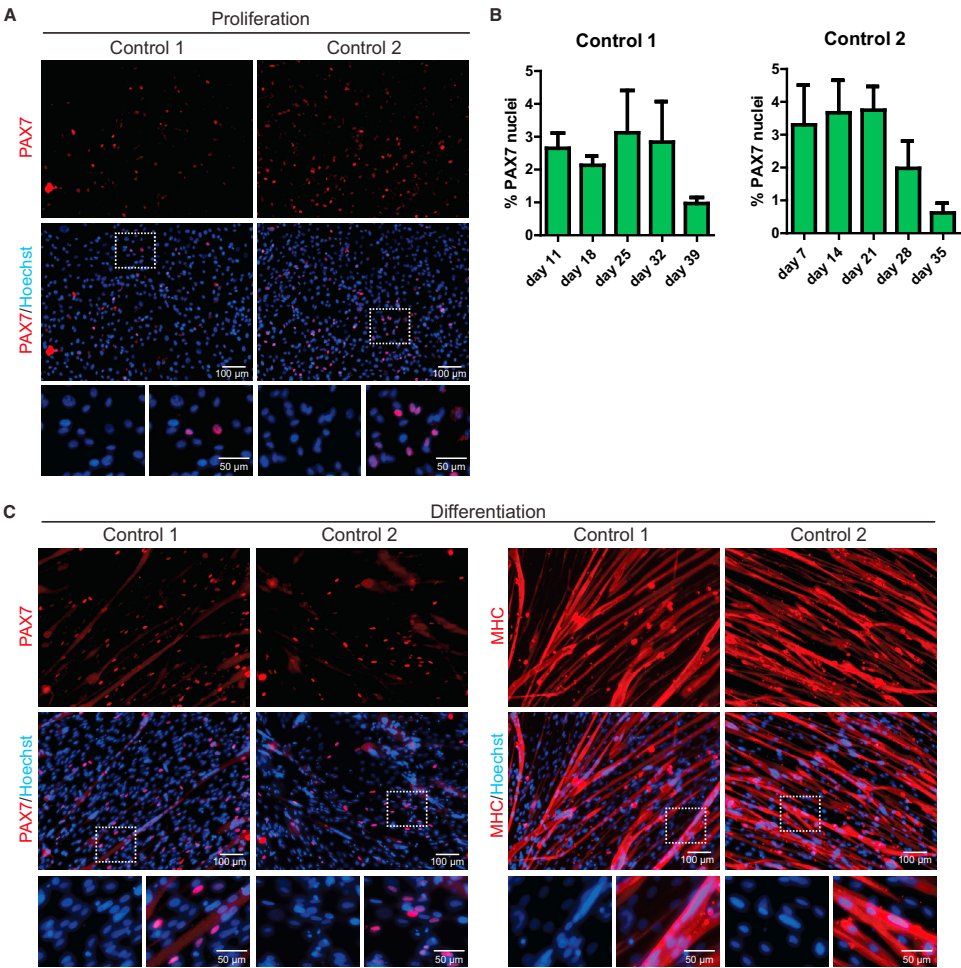 A
Proliferation
Control 1 Control 2
PAX7
PAX7/Hoechst
100 µm 100 µm
50 µm 50 µm
B
Control 1
% PAX7 nuclei
5
4
3
2
1
0
day 11 day 18 day 25 day 32 day 39
Control 2
% PAX7 nuclei
5
4
3
2
1
0
day 7 day 14 day 21 day 28 day 35
C
Differentiation
Control 1 Control 2 Control 1 Control 2
PAX7
PAX7/Hoechst
100 µm 100 µm
50 µm 50 µm
MHC
MHC/Hoechst
100 µm 100 µm
50 µm 50 µm